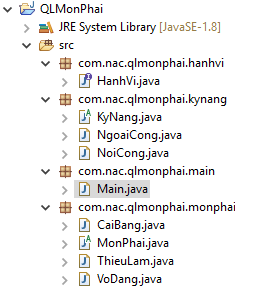 QLMonPhai
JRE System Library [JavaSE-1.8]
src
com.nac.qlmonphai.hanhvi
HanhVi.java
com.nac.qlmonphai.kynang
KyNang.java
NgoaiCong.java
NoiCong.java
com.nac.qlmonphai.main
Main.java
com.nac.qlmonphai.monphai
CaiBang.java
MonPhai.java
ThieuLam.java
VoDang.java